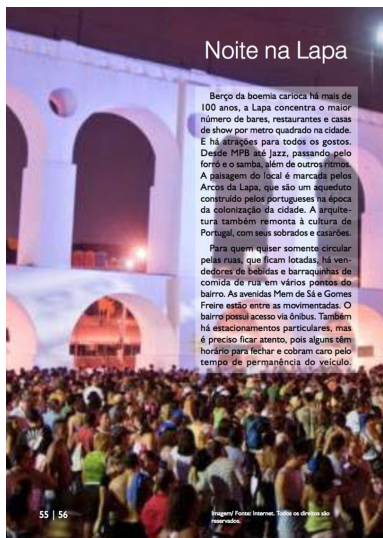 Noite na Lapa
Berço da boemia carioca há mais de
100 anos, a Lapa concentra o maior
número de bares, restaurantes e casas
de show por metro quadrado na cidade.
E há atrações para todos os gostos.
Desde MPB até Jazz, passando pelo
forró e o samba, além de outros ritmos.
A paisagem do local é marcada pelos
Arcos da Lapa, que são um aqueduto
construído pelos portugueses na época
da colonização da cidade. A arquite-
tura também remonta à cultura de
Portugal, com seus sobrados e casarões.
Para quem quiser somente circular
pelas ruas, que ficam lotadas, há ven-
dedores de bebidas e barraquinhas de
comida de rua em vários pontos do
bairro. As avenidas Mem de Sá e Gomes
Freire estão entre as movimentadas. O
bairro possui acesso via ônibus. Também
há estacionamentos particulares, mas
é preciso ficar atento, pois alguns têm
horário para fechar e cobram caro pelo
tempo de permanência do veículo.
55 | 56
Imagem/ Fonte: Internet. Todos os direitos são
reservados.